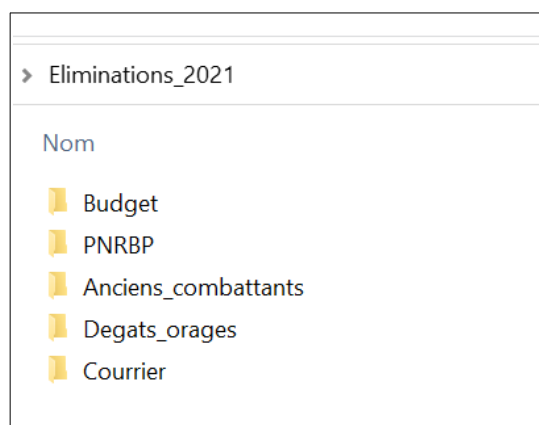 Eliminations_2021
Nom
Budget
PNRBP
Anciens_combattants
Degats_orages
Courrier